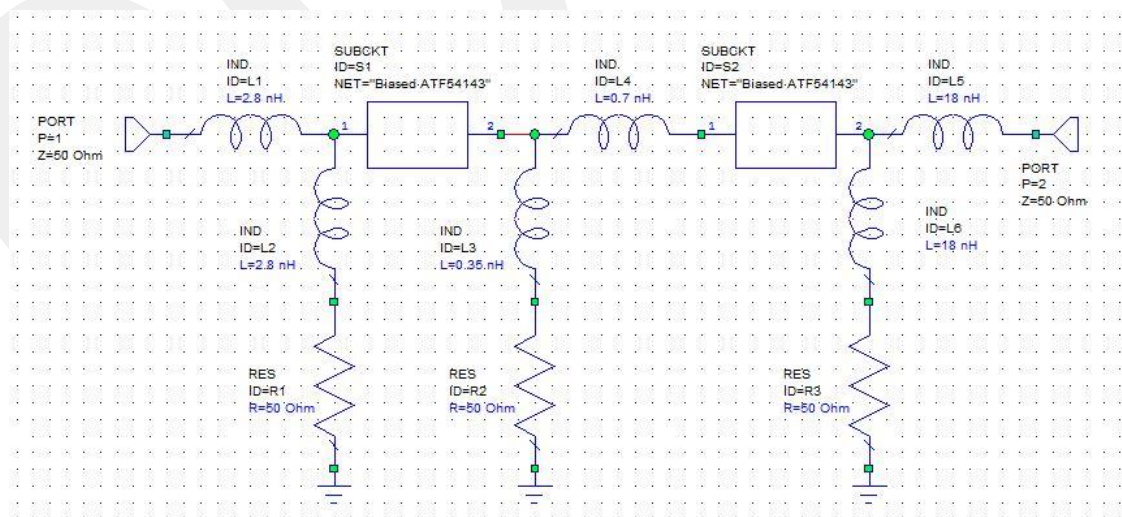 SUBCKT
ID=S1
NET="Biased ATF54143"
SUBCKT
ID=S2
NET="Biased ATF54143"
IND
ID=L1
L=2.8 nH
IND
ID=L4
L=0.7 nH
IND
ID=L5
L=18 nH
PORT
P=1
Z=50 Ohm
1
2
1
2
PORT
P=2
Z=50 Ohm
IND
ID=L2
L=2.8 nH
IND
ID=L3
L=0.35 nH
IND
ID=L6
L=18 nH
RES
ID=R1
R=50 Ohm
RES
ID=R2
R=50 Ohm
RES
ID=R3
R=50 Ohm